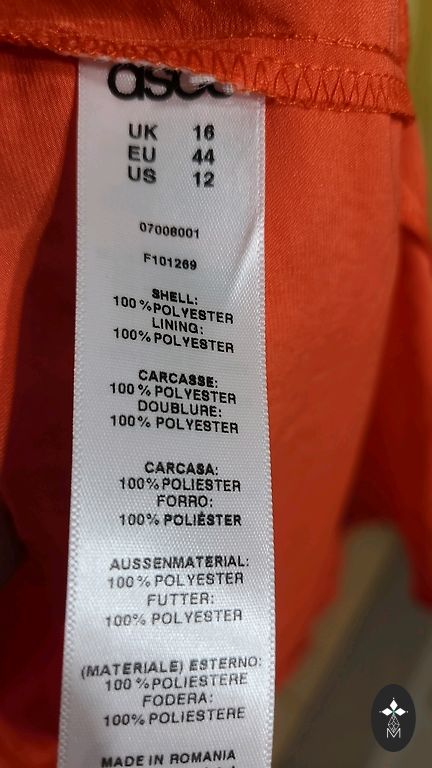 asos
UK 16
EU 44
US 12
07008001
F101269
SHELL:
100%POLYESTER
LINING:
100%POLYESTER
CARCASSE:
100% POLYESTER
DOUBLURE:
100% POLYESTER
CARCASA:
100%POLIESTER
FORRO:
100% POLIÉSTER
AUSSENMATERIAL:
100% POLYESTER
FUTTER:
100% POLYESTER
(MATERIALE) ESTERNO:
100 %POLIESTERE
FODERA:
100% POLIESTERE
MADE IN ROMANIA